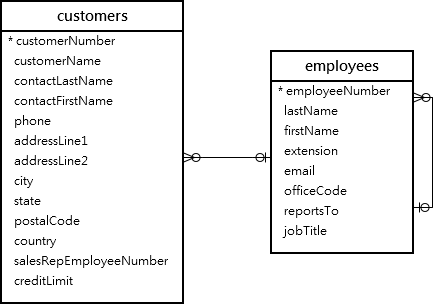 customers
* customerNumber
customerName
contactLastName
contactFirstName
phone
addressLine1
addressLine2
city
state
postalCode
country
salesRepEmployeeNumber
creditLimit
employees
* employeeNumber
lastName
firstName
extension
email
officeCode
reportsTo
jobTitle